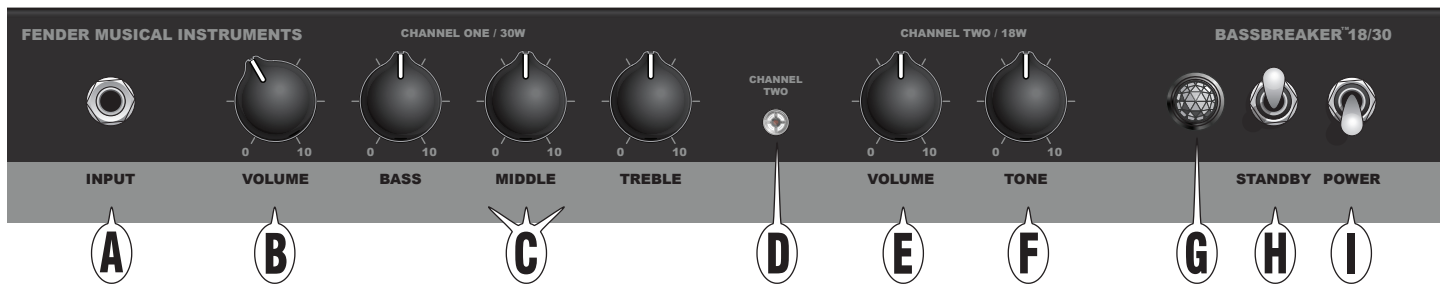 FENDER MUSICAL INSTRUMENTS CHANNEL ONE / 30W CHANNEL TWO / 18W BASSBREAKER™18/30
CHANNEL
TWO
0 10 0 10 0 10 0 10 0 10 0 10
INPUT VOLUME BASS MIDDLE TREBLE VOLUME TONE STANDBY POWER
A B C D E F G H I